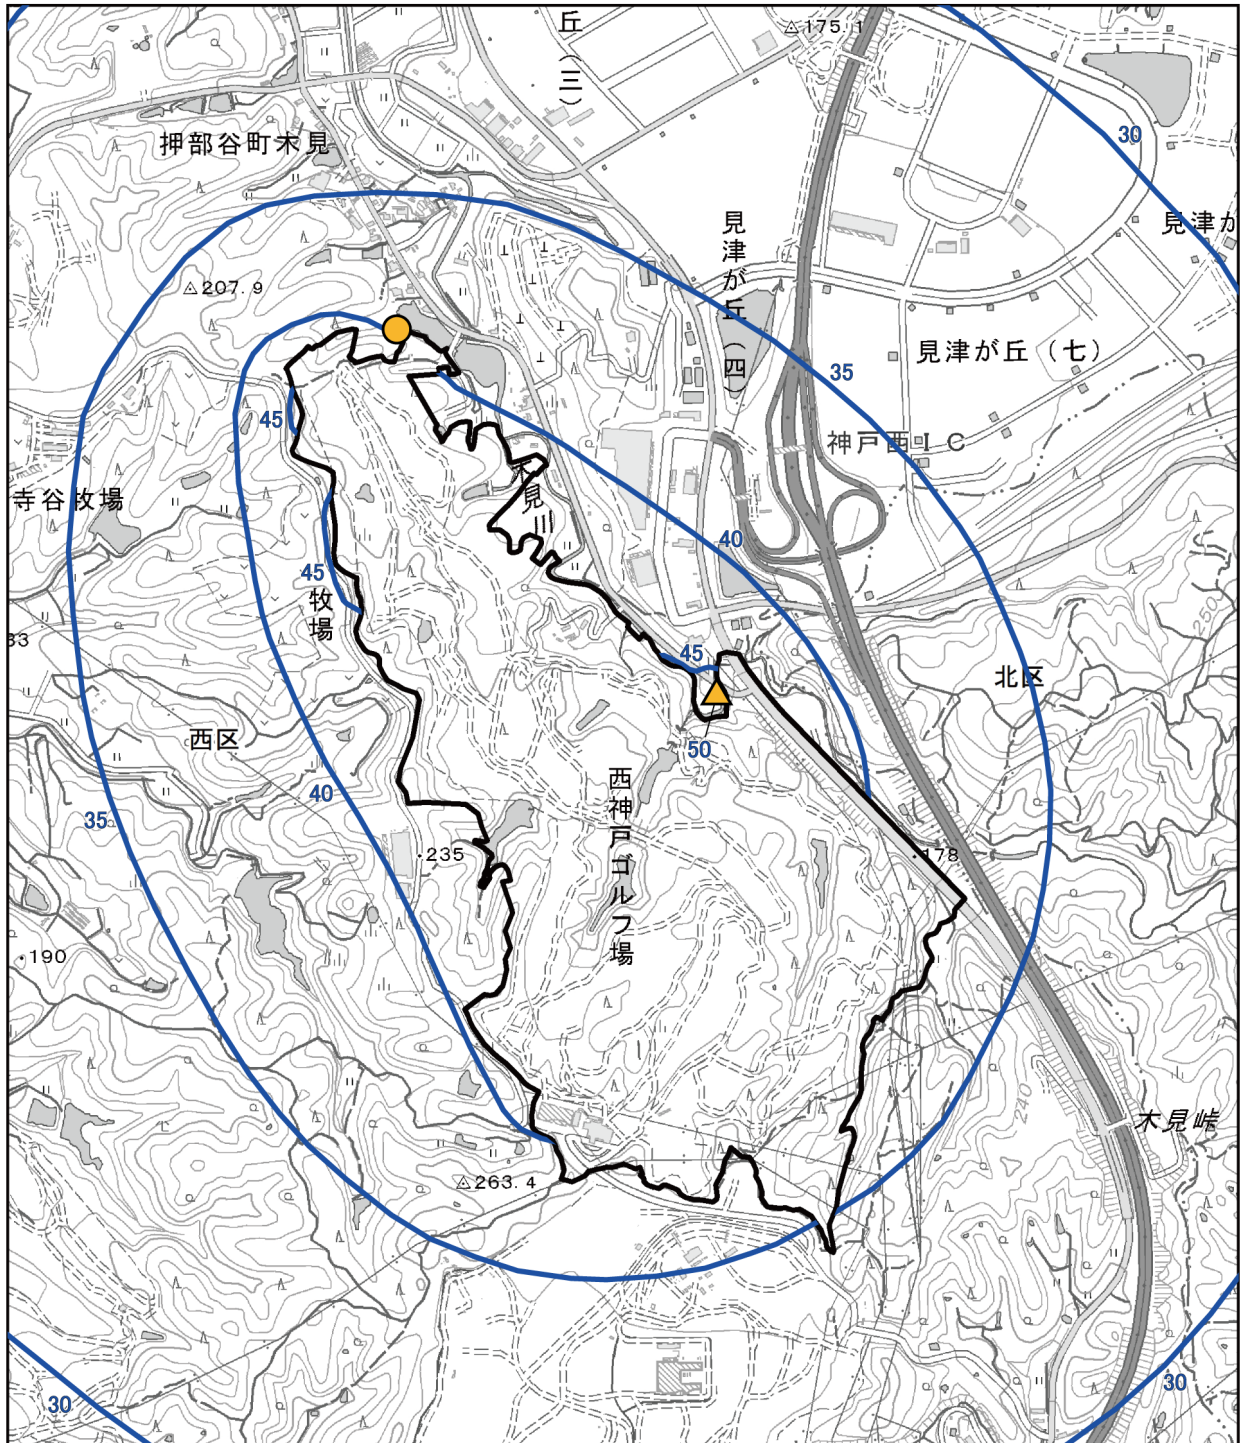 丘(三)
△175.1
30
押部谷町木見
見津が
見津が丘(四)
△207.9
35
見津が丘(七)
45
神戸西IC
寺谷牧場
木見川
40
45
牧場
33
45
北区
西区
50
40
西神戸ゴルフ場
35
・235
・178
・190
240
木見峠
△263.4
30
30